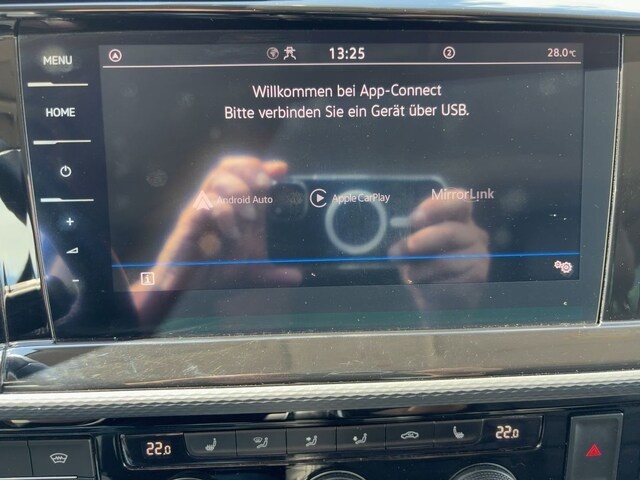 MENU
HOME
+
-
13:25
2
28.0°C
Willkommen bei App-Connect
Bitte verbinden Sie ein Gerät über USB.
Android Auto
Apple CarPlay
MirrorLink
i
22.0
22.0